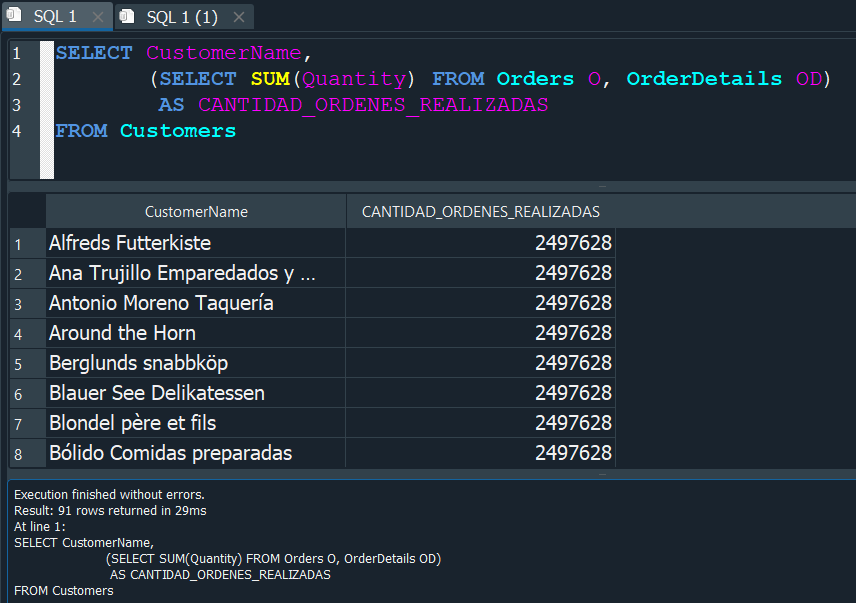 SQL 1
SQL 1 (1)
1 SELECT CustomerName,
2 (SELECT SUM(Quantity) FROM Orders O, OrderDetails OD)
3 AS CANTIDAD_ORDENES_REALIZADAS
4 FROM Customers
CustomerName CANTIDAD_ORDENES_REALIZADAS
1 Alfreds Futterkiste 2497628
2 Ana Trujillo Emparedados y ... 2497628
3 Antonio Moreno Taquería 2497628
4 Around the Horn 2497628
5 Berglunds snabbköp 2497628
6 Blauer See Delikatessen 2497628
7 Blondel père et fils 2497628
8 Bólido Comidas preparadas 2497628
Execution finished without errors.
Result: 91 rows returned in 29ms
At line 1:
SELECT CustomerName,
(SELECT SUM(Quantity) FROM Orders O, OrderDetails OD)
AS CANTIDAD_ORDENES_REALIZADAS
FROM Customers